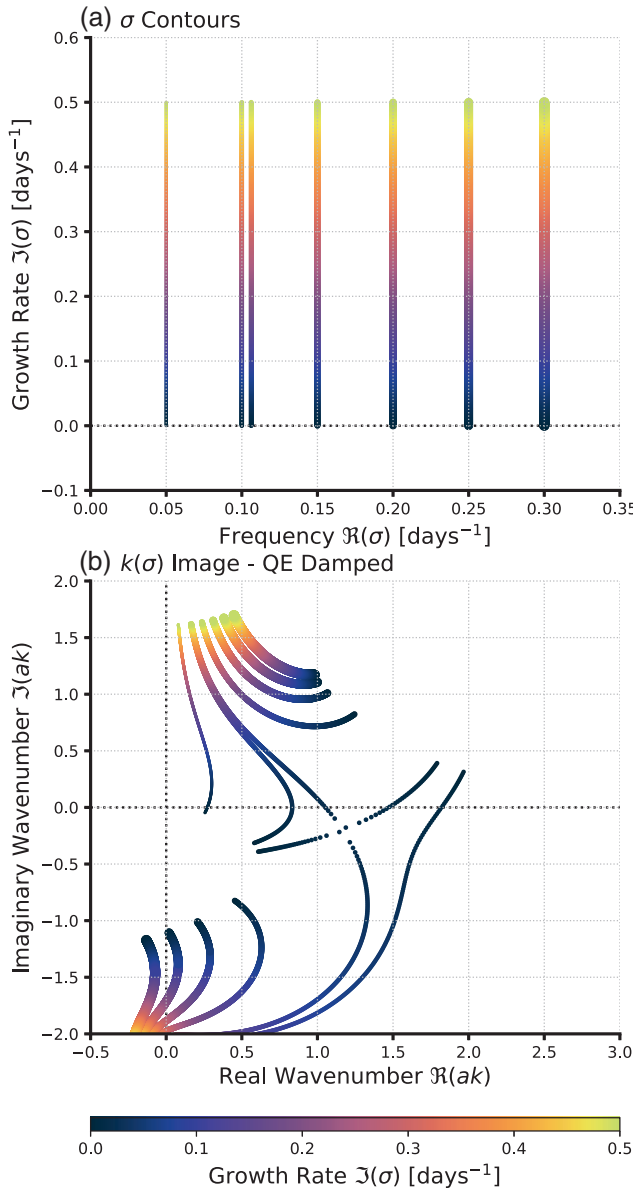 (a) σ Contours
0.6
0.5
0.4
0.3
0.2
0.1
0.0
−0.1
Growth Rate ℑ(σ) [days⁻¹]
0.00 0.05 0.10 0.15 0.20 0.25 0.30 0.35
Frequency ℜ(σ) [days⁻¹]
(b) k(σ) Image - QE Damped
2.0
1.5
1.0
0.5
0.0
−0.5
−1.0
−1.5
−2.0
Imaginary Wavenumber ℑ(ak)
−0.5 0.0 0.5 1.0 1.5 2.0 2.5 3.0
Real Wavenumber ℜ(ak)
0.0 0.1 0.2 0.3 0.4 0.5
Growth Rate ℑ(σ) [days⁻¹]